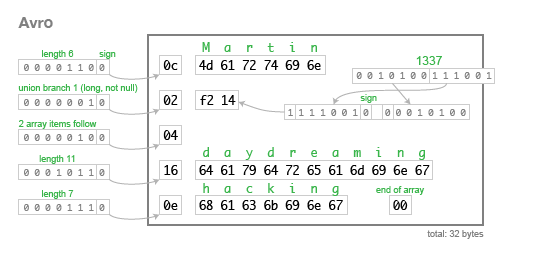 Avro
length 6 sign
M a r t i n
0 0 0 0 1 1 0 0
0c
4d 61 72 74 69 6e
1337
0 0 1 0 1 0 0 1 1 1 0 0 1
union branch 1 (long, not null)
0 0 0 0 0 0 1 0
02
f2 14
sign
1 1 1 1 0 0 1 0 0 0 0 1 0 1 0 0
2 array items follow
0 0 0 0 0 1 0 0
04
length 11
d a y d r e a m i n g
0 0 0 1 0 1 1 0
16
64 61 79 64 72 65 61 6d 69 6e 67
length 7
h a c k i n g
end of array
0 0 0 0 1 1 1 0
0e
68 61 63 6b 69 6e 67
00
total: 32 bytes